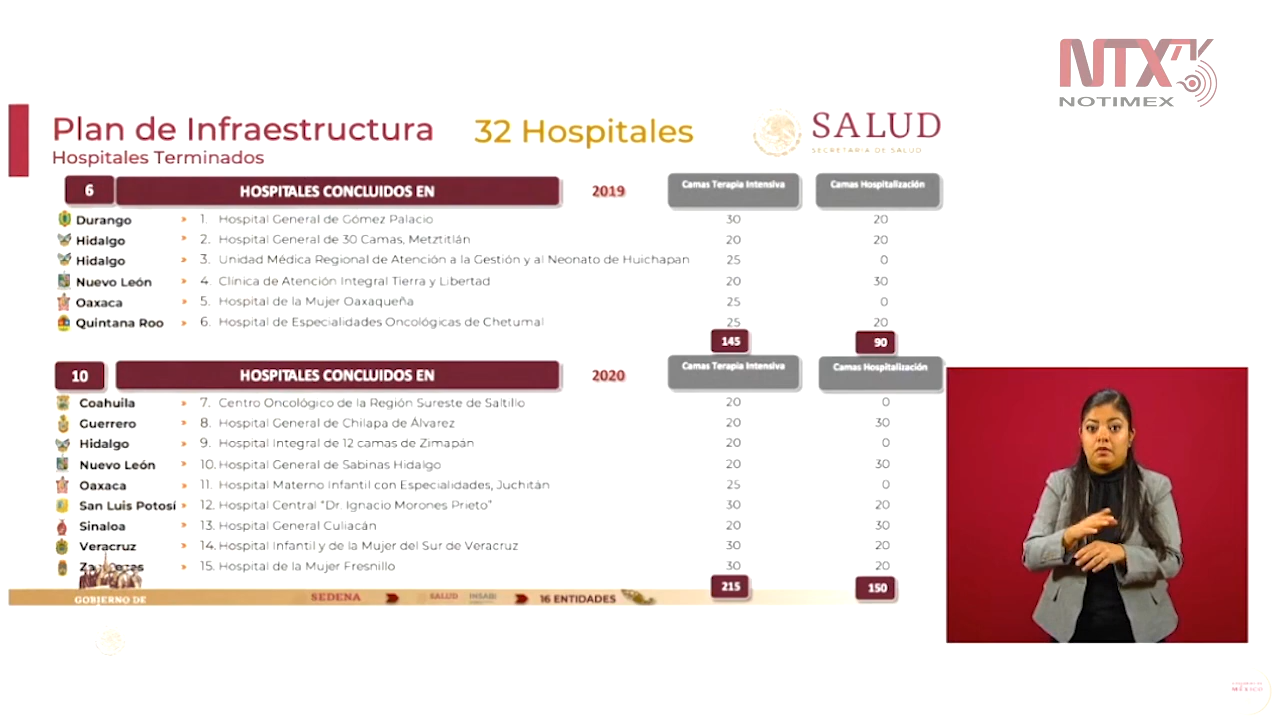 NTX
NOTIMEX
Plan de Infraestructura 32 Hospitales
Hospitales Terminados
SALUD
SECRETARÍA DE SALUD
6 HOSPITALES CONCLUIDOS EN 2019 Camas Terapia Intensiva Camas Hospitalización
Durango » 1. Hospital General de Gómez Palacio 30 20
Hidalgo » 2. Hospital General de 30 Camas, Metztitlán 20 20
Hidalgo » 3. Unidad Médica Regional de Atención a la Gestión y al Neonato de Huichapan 25 0
Nuevo León » 4. Clínica de Atención Integral Tierra y Libertad 20 30
Oaxaca » 5. Hospital de la Mujer Oaxaqueña 25 0
Quintana Roo » 6. Hospital de Especialidades Oncológicas de Chetumal 25 20
145 90
10 HOSPITALES CONCLUIDOS EN 2020 Camas Terapia Intensiva Camas Hospitalización
Coahuila » 7. Centro Oncológico de la Región Sureste de Saltillo 20 0
Guerrero » 8. Hospital General de Chilapa de Álvarez 20 30
Hidalgo » 9. Hospital Integral de 12 camas de Zimapán 20 0
Nuevo León » 10. Hospital General de Sabinas Hidalgo 20 30
Oaxaca » 11. Hospital Materno Infantil con Especialidades, Juchitán 25 0
San Luis Potosí » 12. Hospital Central "Dr. Ignacio Morones Prieto" 30 20
Sinaloa » 13. Hospital General Culiacán 20 30
Veracruz » 14. Hospital Infantil y de la Mujer del Sur de Veracruz 30 20
» 15. Hospital de la Mujer Fresnillo 30 20
215 150
GOBIERNO DE SEDENA SALUD INSABI 16 ENTIDADES
MÉXICO